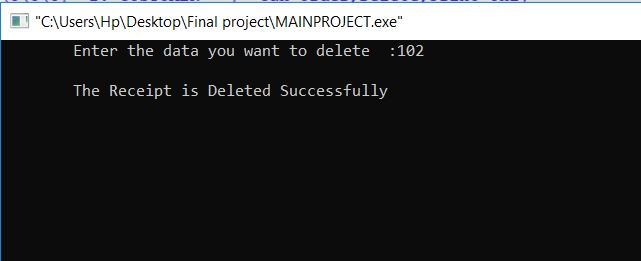 "C:\Users\Hp\Desktop\Final project\MAINPROJECT.exe"
Enter the data you want to delete  :102
The Receipt is Deleted Successfully